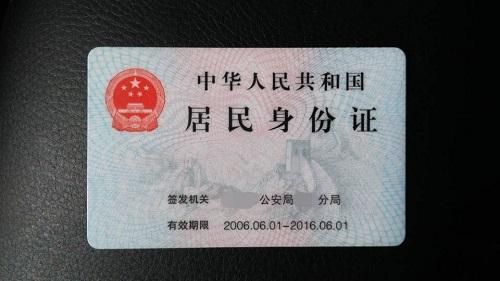 中华人民共和国
居民身份证
签发机关 公安局 分局
有效期限 2006.06.01-2016.06.01